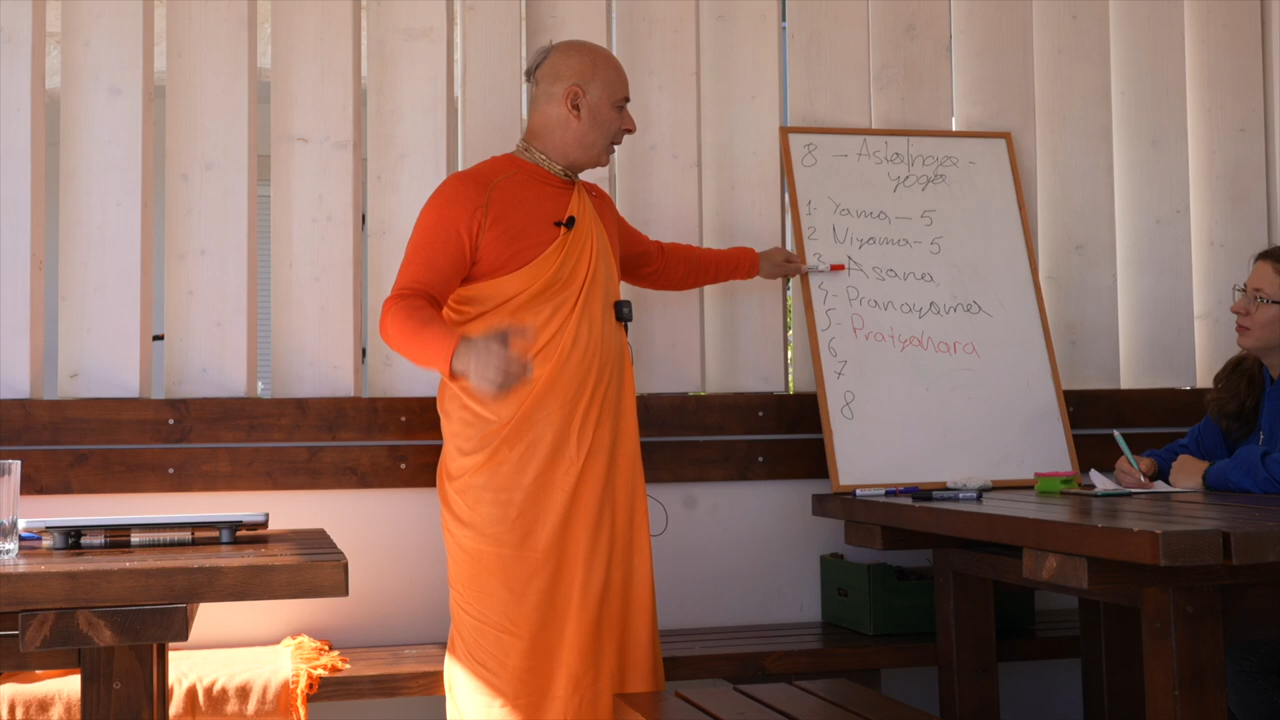 8 - Astanga-
yoga
1- Yama - 5
2 Niyama - 5
3 - Asana
4- Pranayama
5- Pratyahara
6
7
8